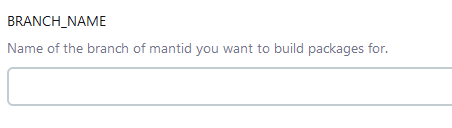 BRANCH_NAME
Name of the branch of mantid you want to build packages for.